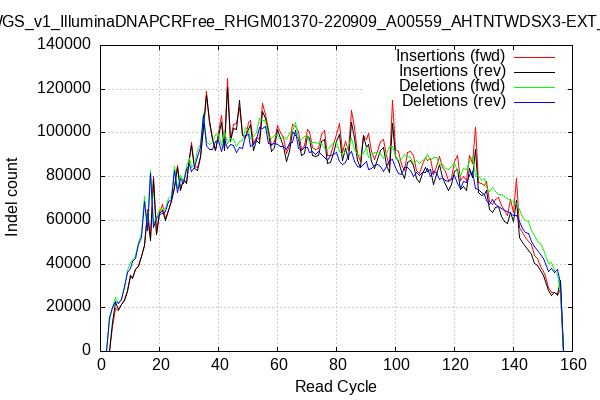 WGS_v1_IlluminaDNAPCRFree_RHGM01370-220909_A00559_AHTNTWDSX3-EXT_
140000
120000
100000
80000
60000
40000
20000
0
Indel count
Insertions (fwd)
Insertions (rev)
Deletions (fwd)
Deletions (rev)
0 20 40 60 80 100 120 140 160
Read Cycle